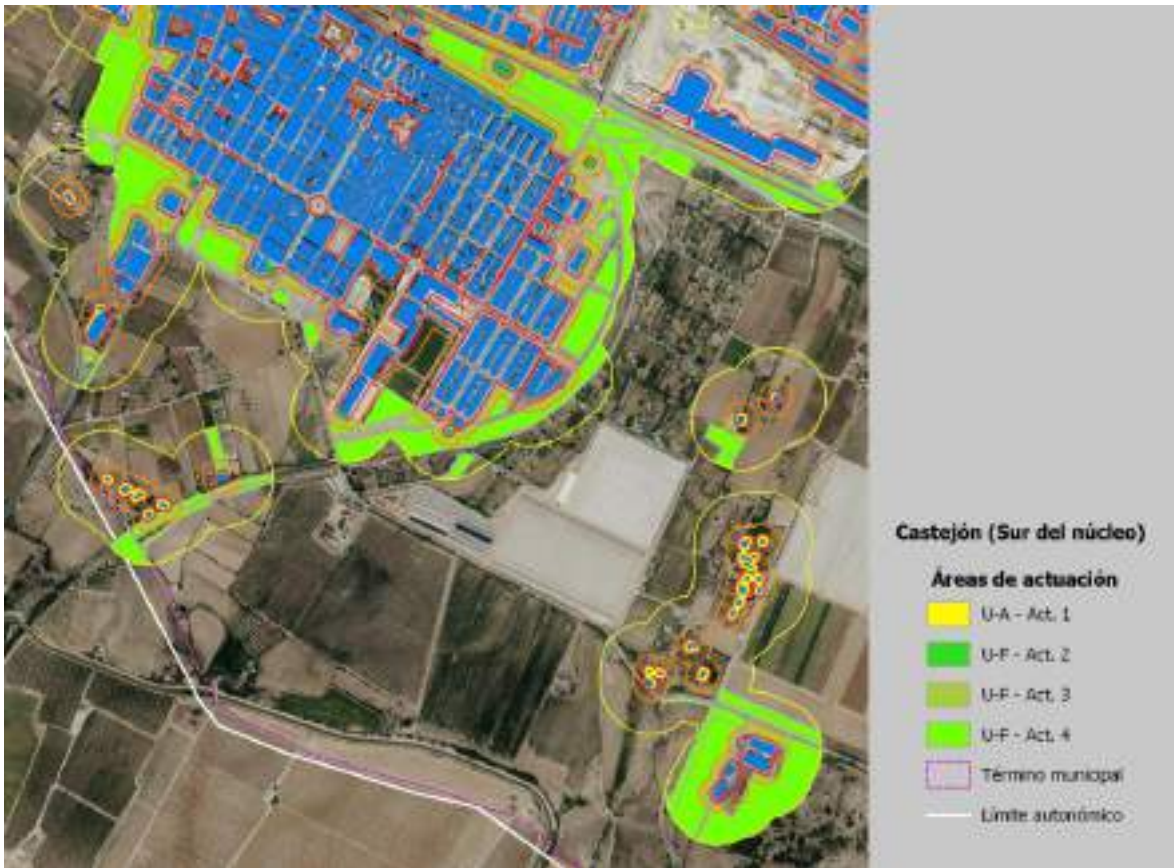 Castejón (Sur del núcleo)
Áreas de actuación
U-A - Act. 1
U-F - Act. 2
U-F - Act. 3
U-F - Act. 4
Término municipal
Límite autonómico